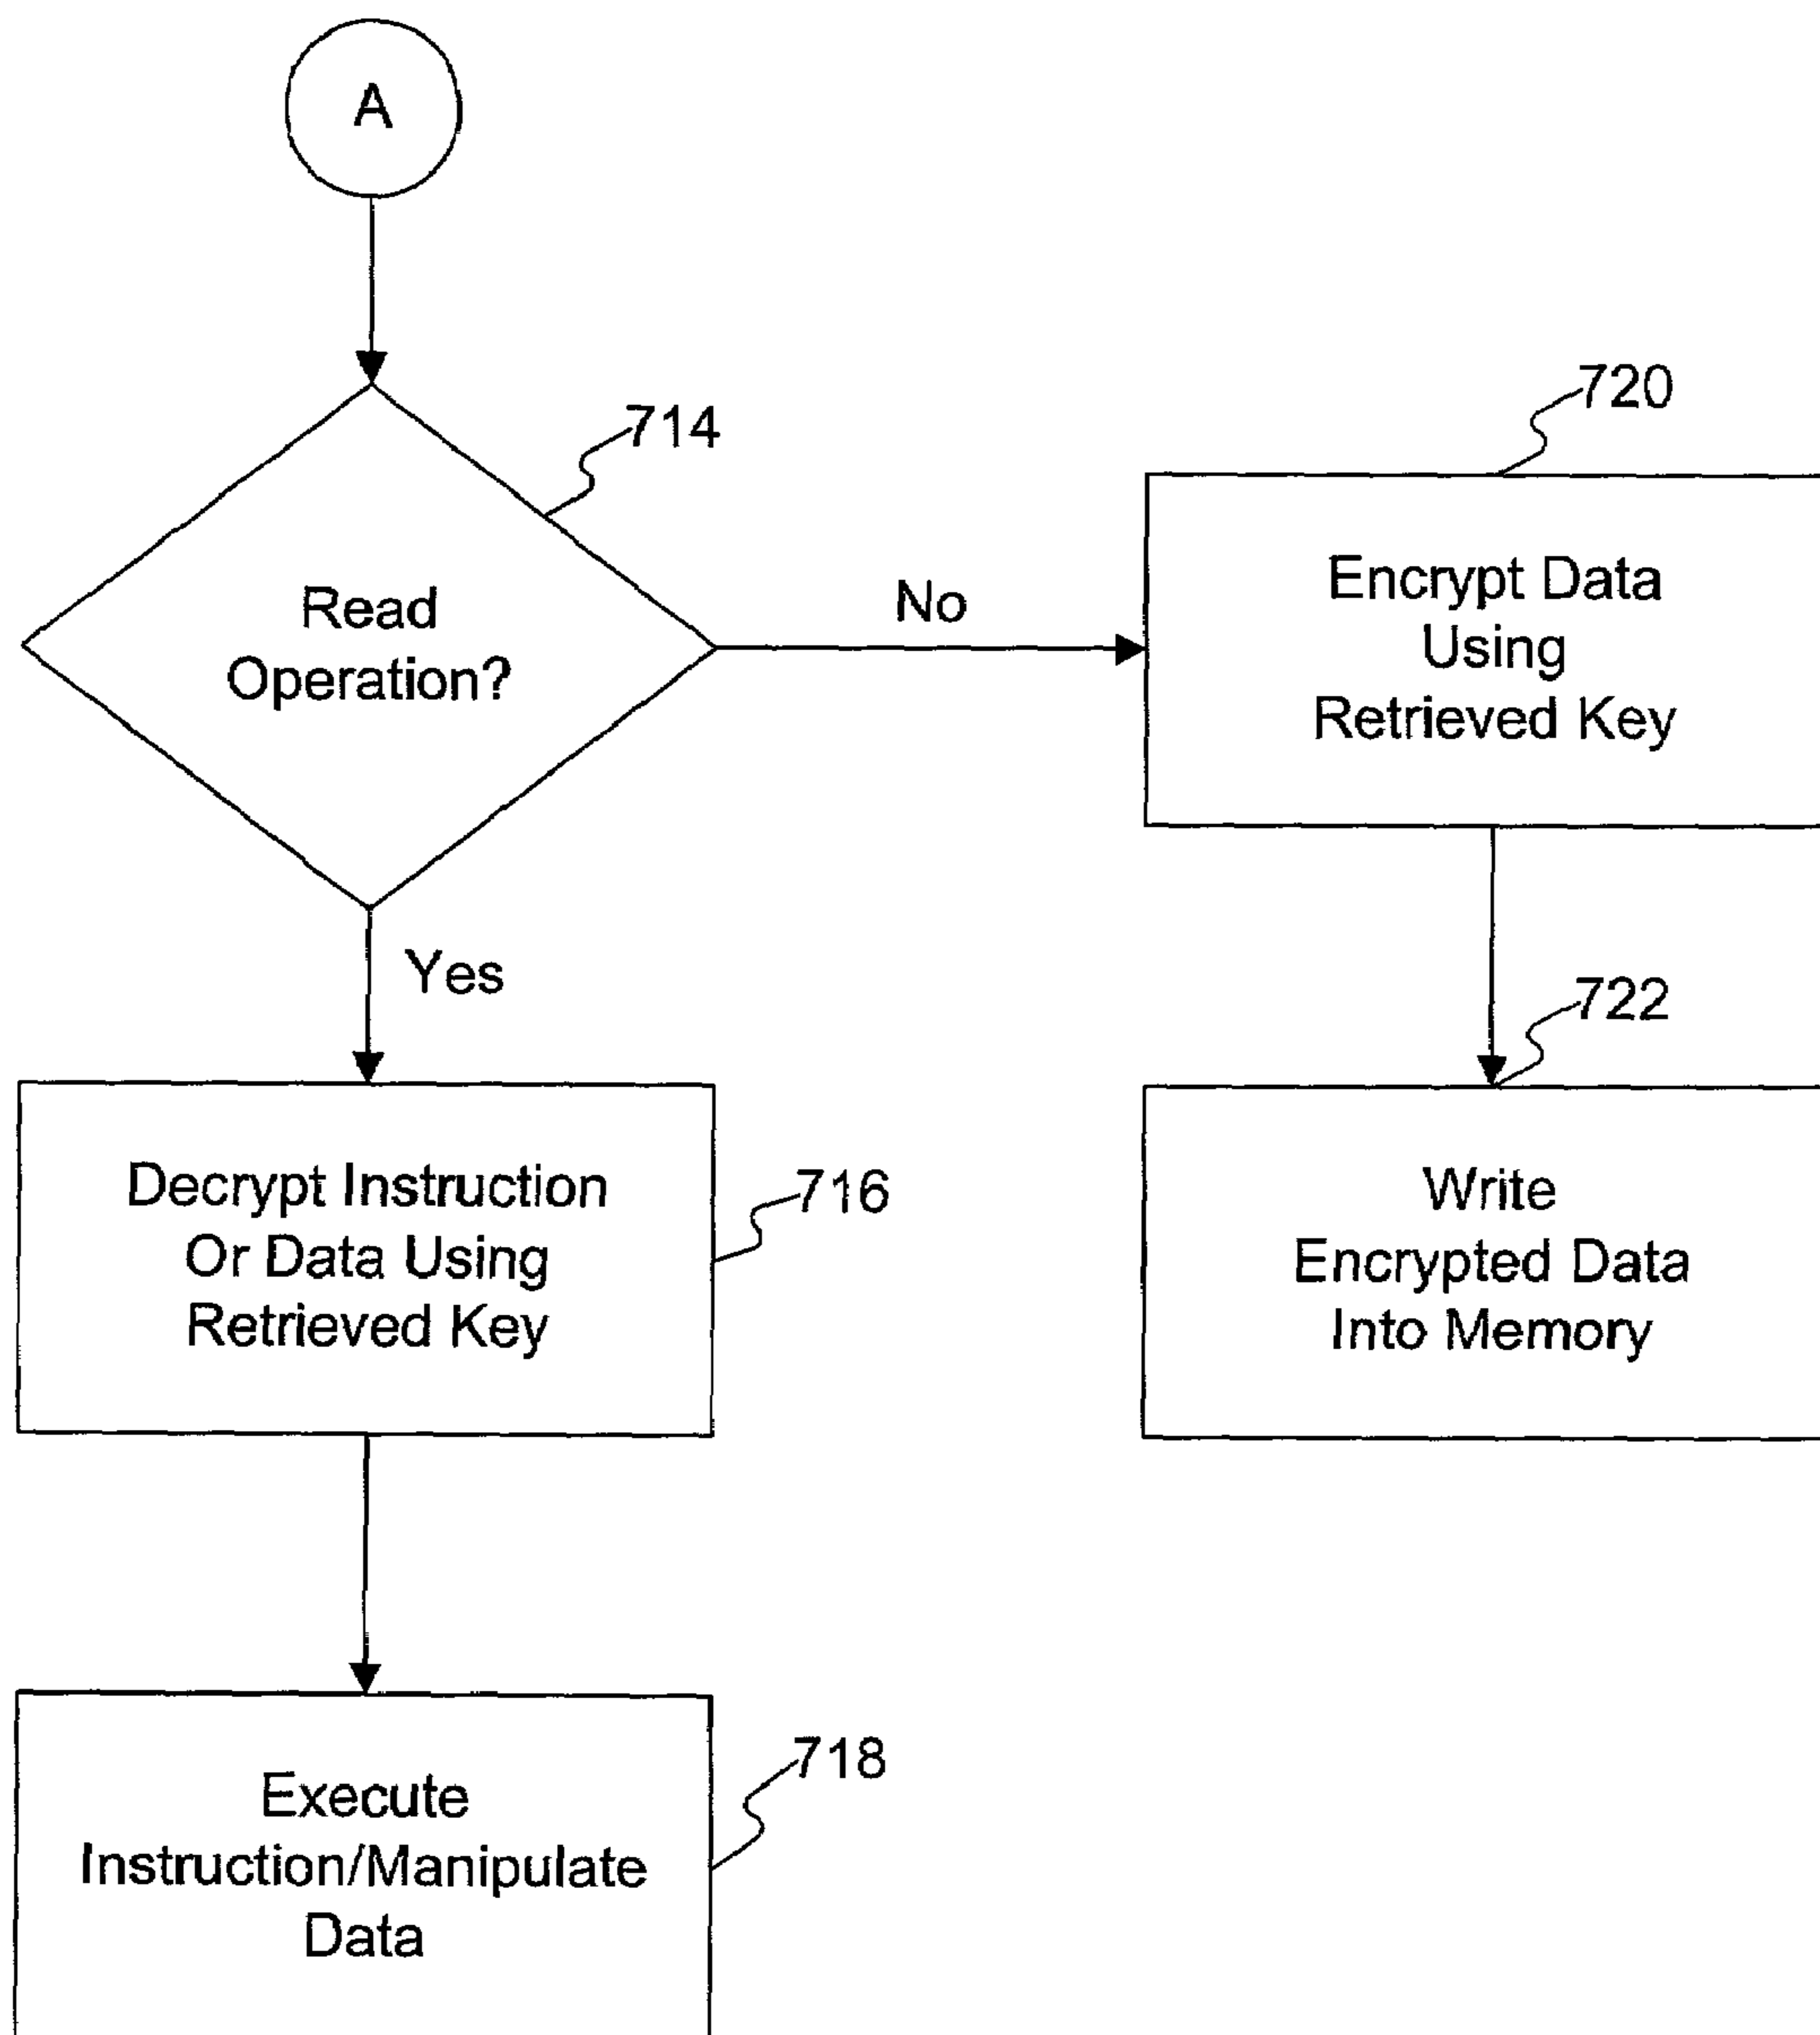 A
714
Read
Operation?
No
720
Encrypt Data
Using
Retrieved Key
Yes
722
Write
Encrypted Data
Into Memory
Decrypt Instruction
Or Data Using
Retrieved Key
716
Execute
Instruction/Manipulate
Data
718